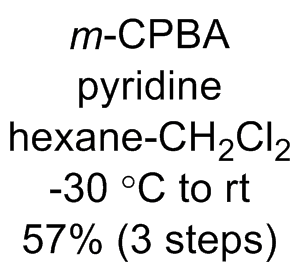 m-CPBA
pyridine
hexane-CH₂Cl₂
-30 °C to rt
57% (3 steps)